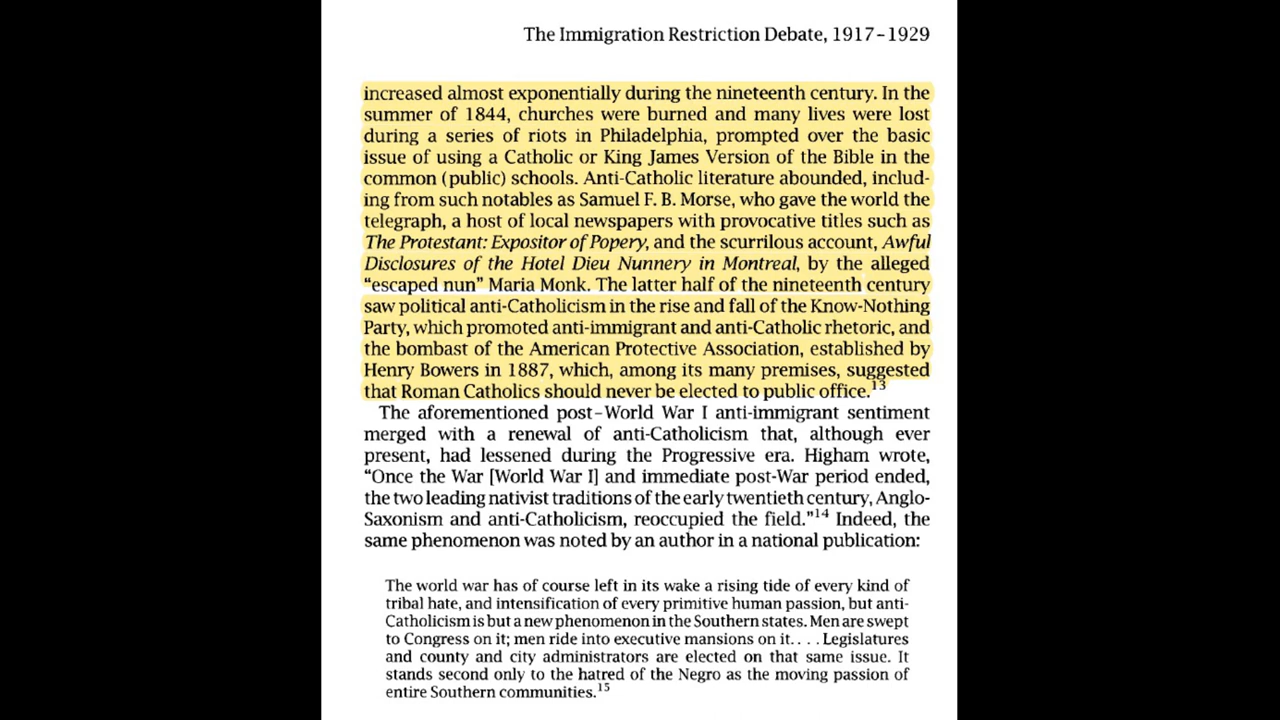 The Immigration Restriction Debate, 1917–1929
increased almost exponentially during the nineteenth century. In the
summer of 1844, churches were burned and many lives were lost
during a series of riots in Philadelphia, prompted over the basic
issue of using a Catholic or King James Version of the Bible in the
common (public) schools. Anti-Catholic literature abounded, includ-
ing from such notables as Samuel F. B. Morse, who gave the world the
telegraph, a host of local newspapers with provocative titles such as
The Protestant: Expositor of Popery, and the scurrilous account, Awful
Disclosures of the Hotel Dieu Nunnery in Montreal, by the alleged
“escaped nun” Maria Monk. The latter half of the nineteenth century
saw political anti-Catholicism in the rise and fall of the Know-Nothing
Party, which promoted anti-immigrant and anti-Catholic rhetoric, and
the bombast of the American Protective Association, established by
Henry Bowers in 1887, which, among its many premises, suggested
that Roman Catholics should never be elected to public office.13
The aforementioned post–World War I anti-immigrant sentiment
merged with a renewal of anti-Catholicism that, although ever
present, had lessened during the Progressive era. Higham wrote,
“Once the War [World War I] and immediate post-War period ended,
the two leading nativist traditions of the early twentieth century, Anglo-
Saxonism and anti-Catholicism, reoccupied the field.”14 Indeed, the
same phenomenon was noted by an author in a national publication:
The world war has of course left in its wake a rising tide of every kind of
tribal hate, and intensification of every primitive human passion, but anti-
Catholicism is but a new phenomenon in the Southern states. Men are swept
to Congress on it; men ride into executive mansions on it. . . . Legislatures
and county and city administrators are elected on that same issue. It
stands second only to the hatred of the Negro as the moving passion of
entire Southern communities.15